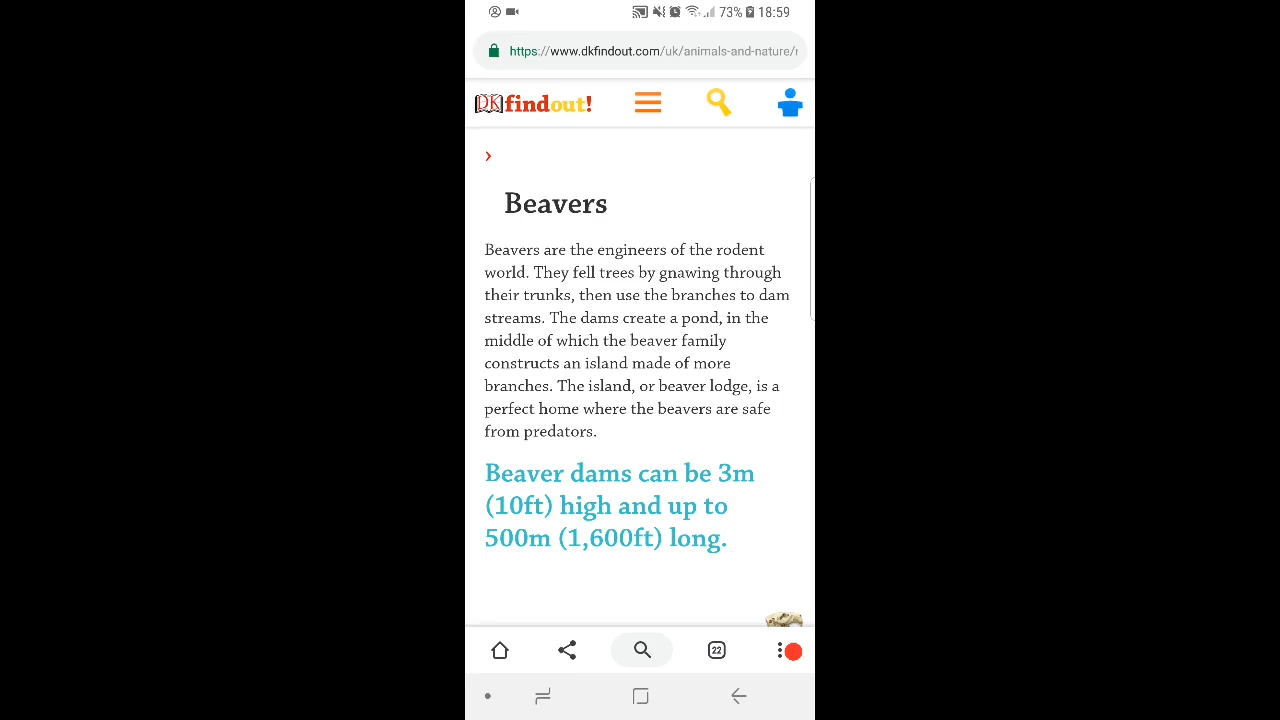 73% 18:59
https://www.dkfindout.com/uk/animals-and-nature/
DK findout!
Beavers
Beavers are the engineers of the rodent
world. They fell trees by gnawing through
their trunks, then use the branches to dam
streams. The dams create a pond, in the
middle of which the beaver family
constructs an island made of more
branches. The island, or beaver lodge, is a
perfect home where the beavers are safe
from predators.
Beaver dams can be 3m
(10ft) high and up to
500m (1,600ft) long.
22